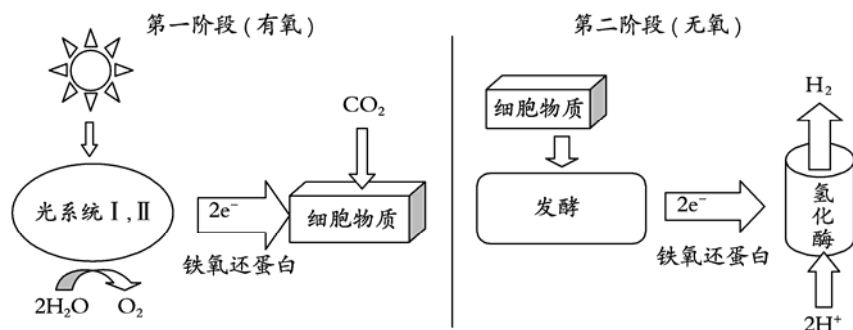 第一阶段(有氧)
CO₂
光系统Ⅰ,Ⅱ
2e⁻
细胞物质
铁氧还蛋白
2H₂O
O₂
第二阶段(无氧)
细胞物质
H₂
发酵
2e⁻
氢化酶
铁氧还蛋白
2H⁺